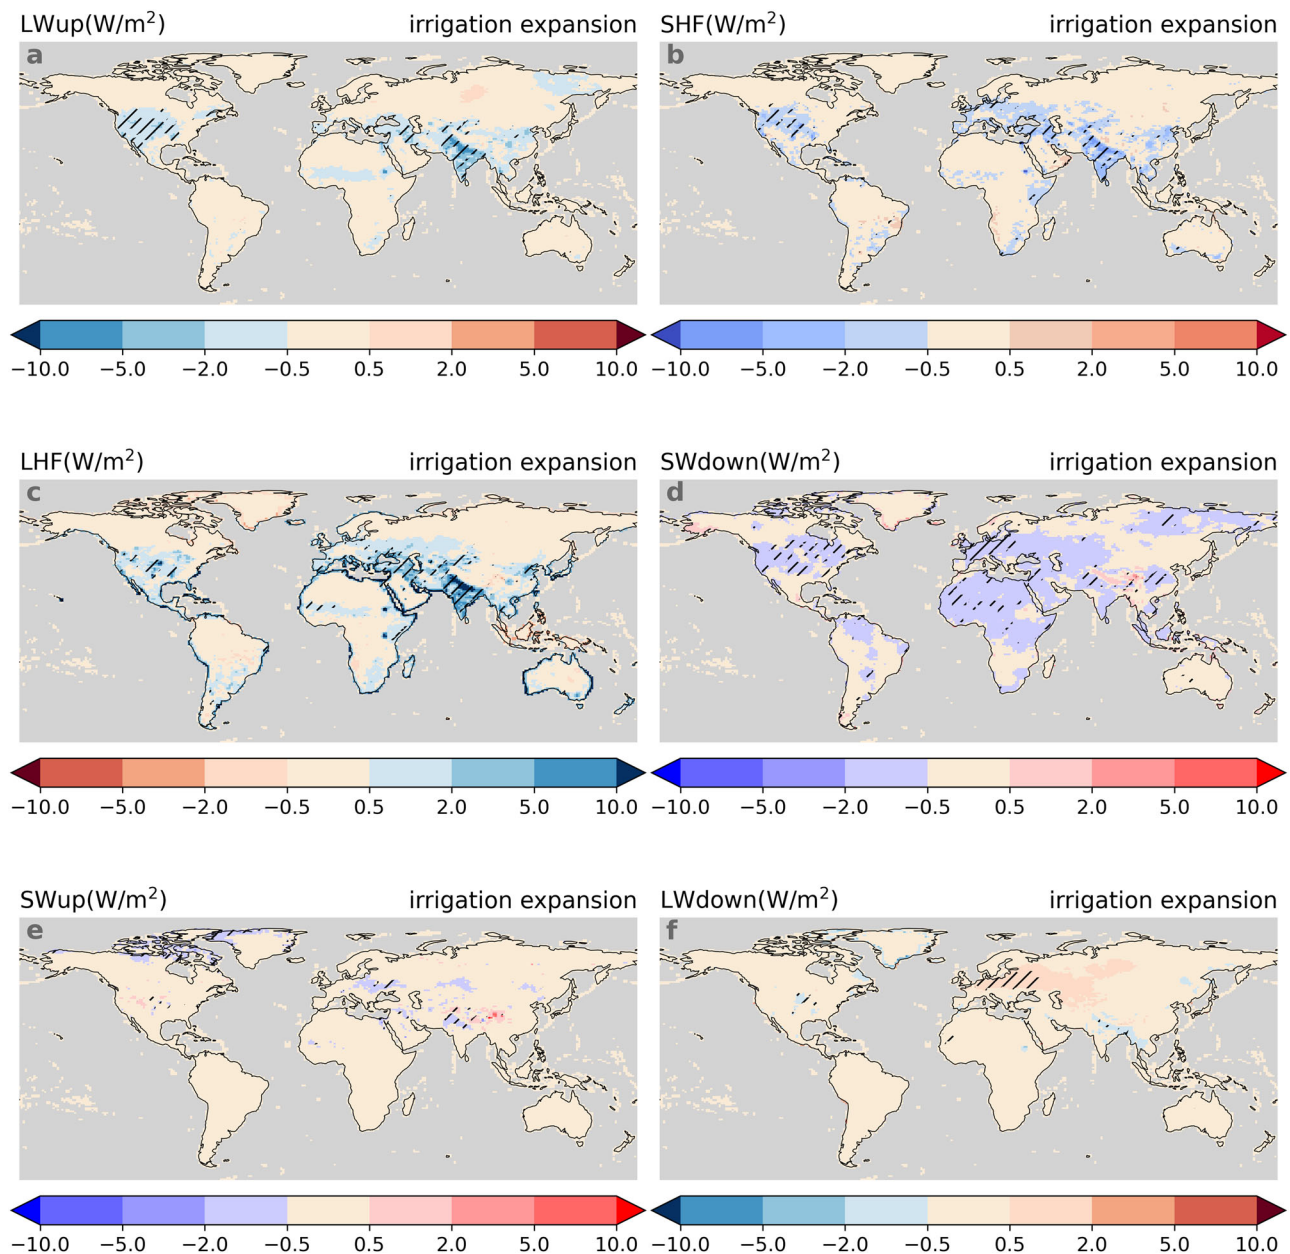 LWup(W/m²) irrigation expansion SHF(W/m²) irrigation expansion
a b
−10.0 −5.0 −2.0 −0.5 0.5 2.0 5.0 10.0 −10.0 −5.0 −2.0 −0.5 0.5 2.0 5.0 10.0
LHF(W/m²) irrigation expansion SWdown(W/m²) irrigation expansion
c d
−10.0 −5.0 −2.0 −0.5 0.5 2.0 5.0 10.0 −10.0 −5.0 −2.0 −0.5 0.5 2.0 5.0 10.0
SWup(W/m²) irrigation expansion LWdown(W/m²) irrigation expansion
e f
−10.0 −5.0 −2.0 −0.5 0.5 2.0 5.0 10.0 −10.0 −5.0 −2.0 −0.5 0.5 2.0 5.0 10.0